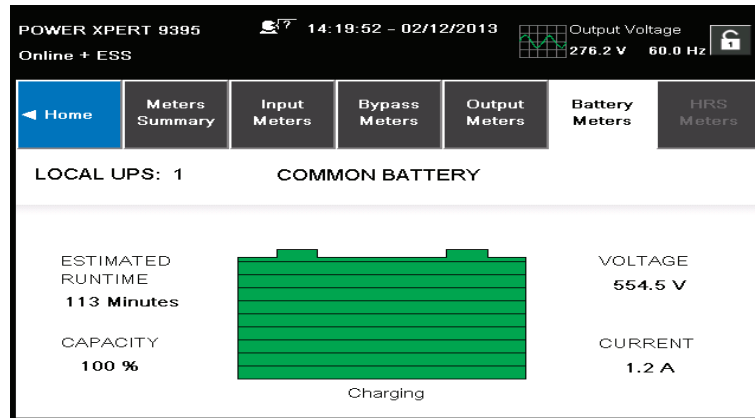 POWER XPERT 9395
? 14:19:52 - 02/12/2013
Output Voltage
Online + ESS
276.2 V 60.0 Hz
1
Home
Meters Summary
Input Meters
Bypass Meters
Output Meters
Battery Meters
HRS Meters
LOCAL UPS: 1 COMMON BATTERY
ESTIMATED
RUNTIME
113 Minutes
CAPACITY
100 %
VOLTAGE
554.5 V
CURRENT
1.2 A
Charging